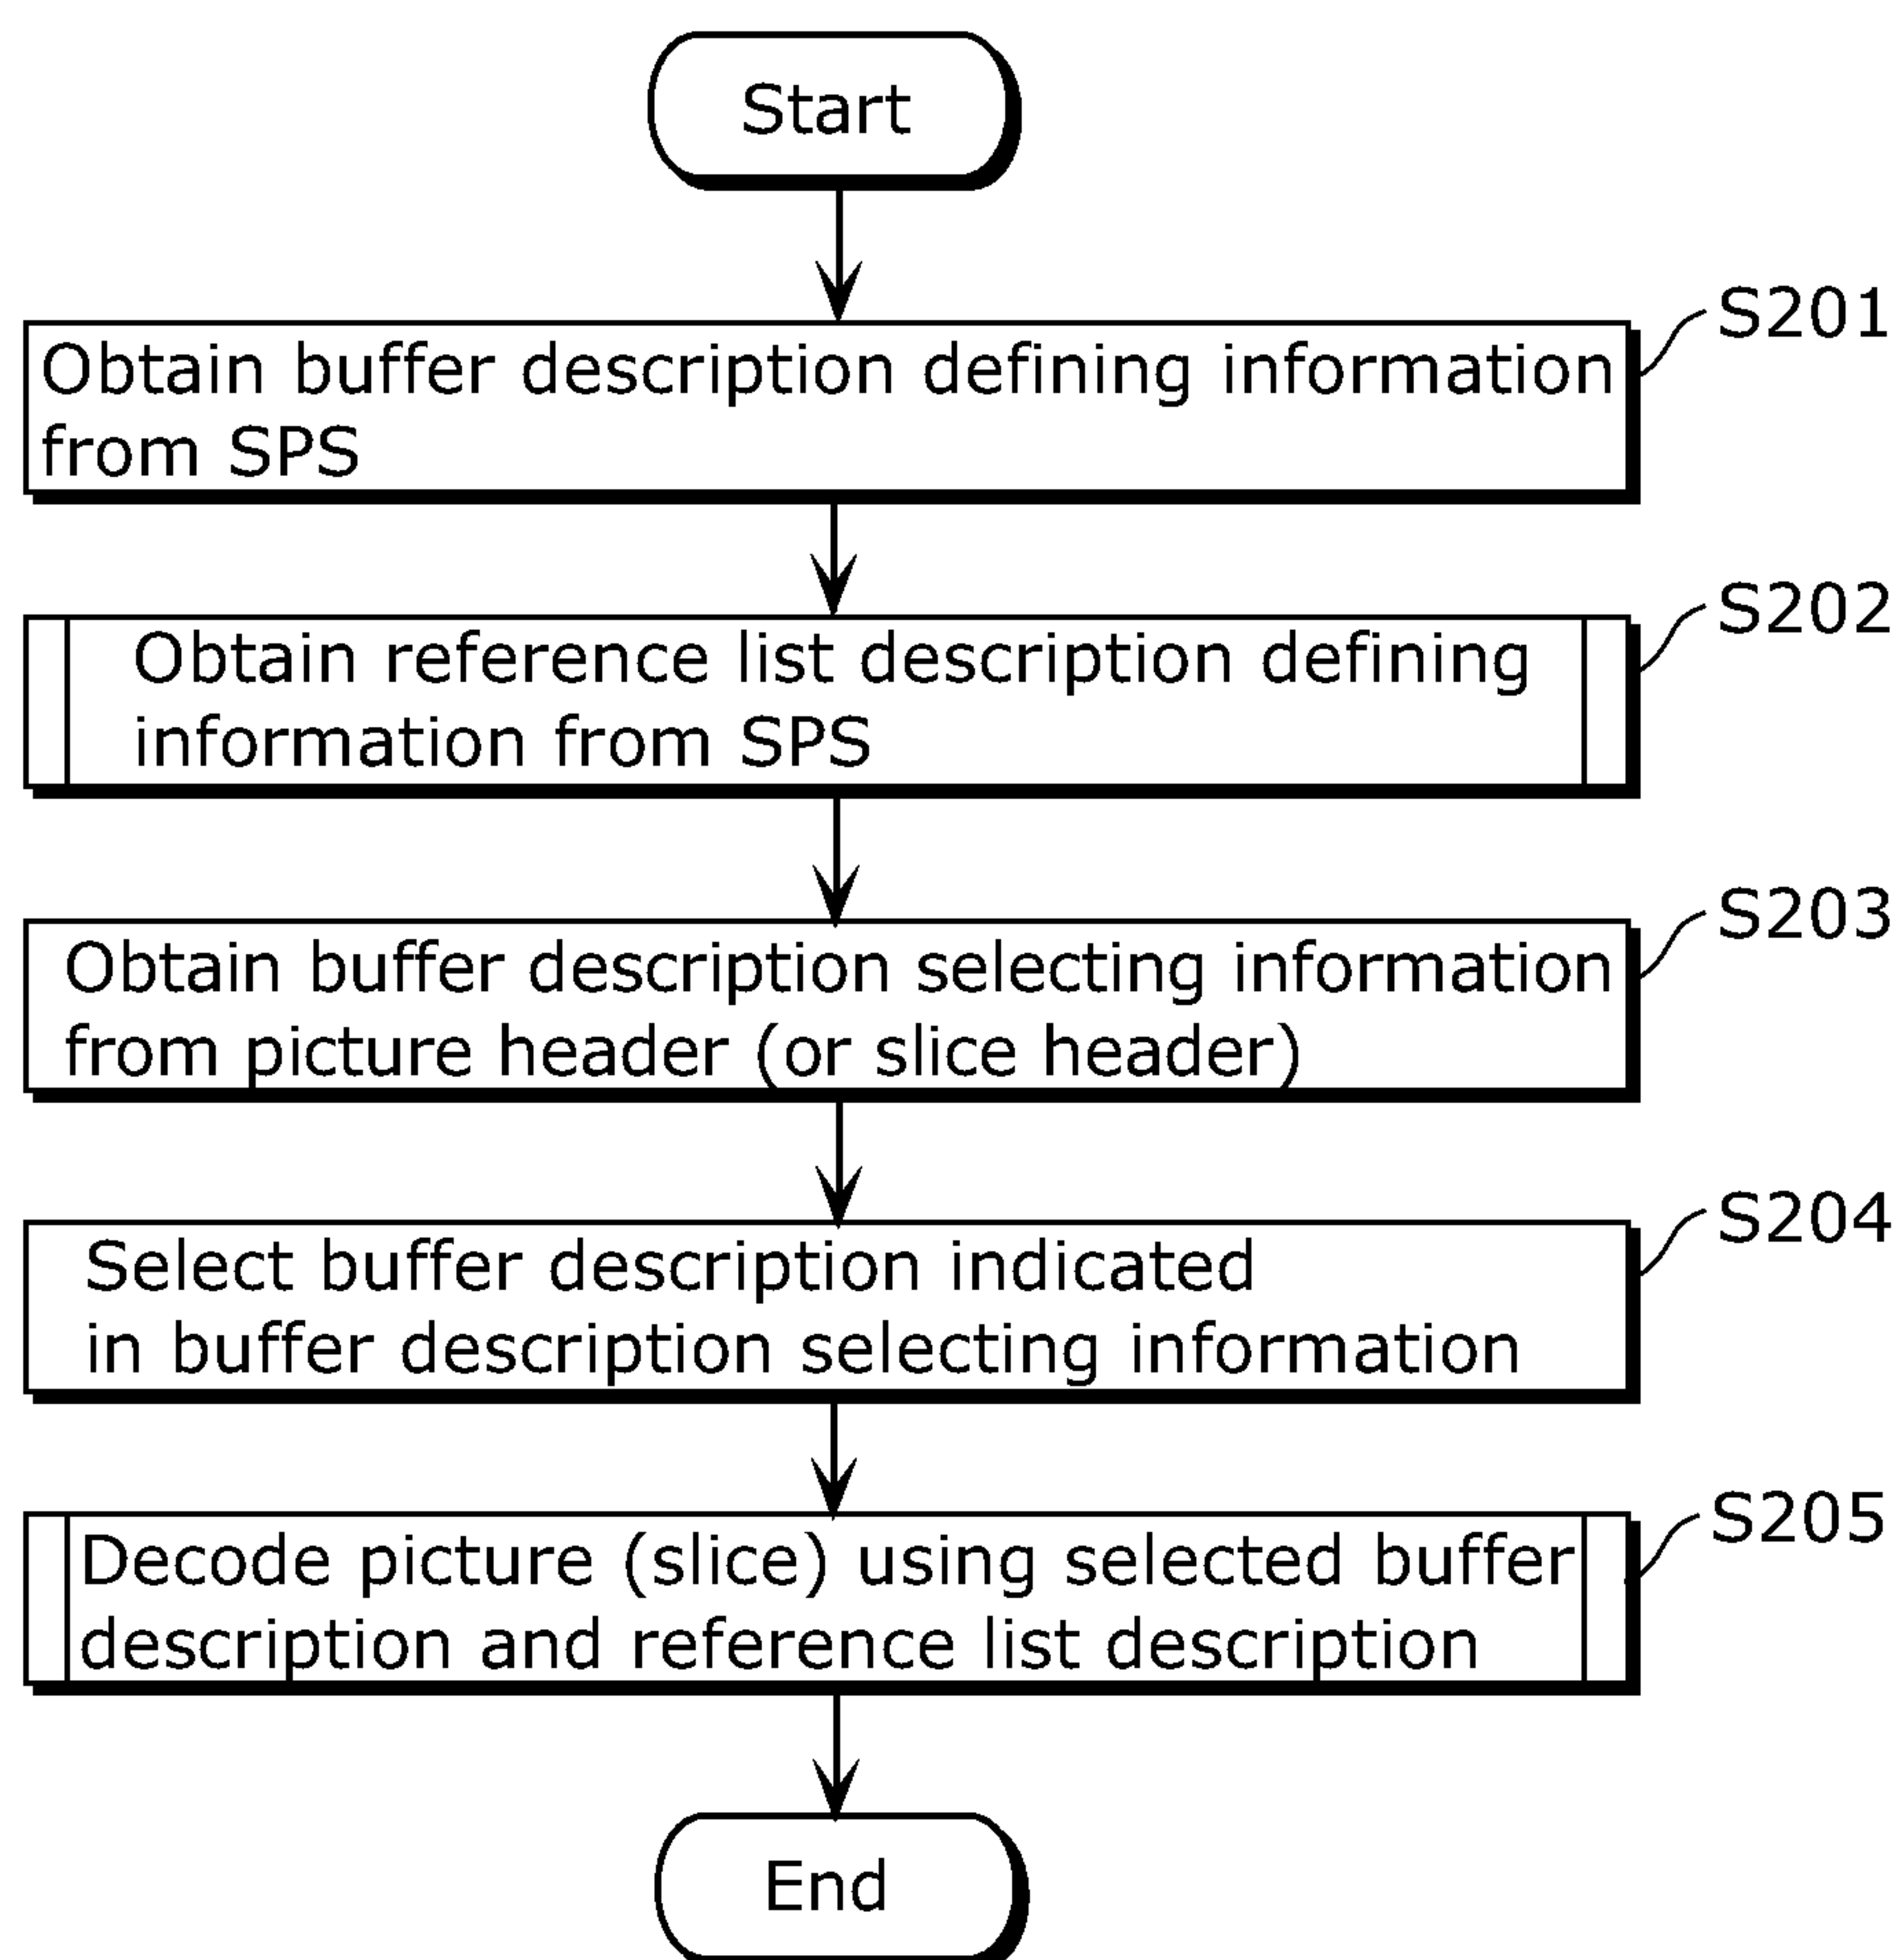 Start
S201
Obtain buffer description defining information
from SPS
S202
Obtain reference list description defining
information from SPS
S203
Obtain buffer description selecting information
from picture header (or slice header)
S204
Select buffer description indicated
in buffer description selecting information
S205
Decode picture (slice) using selected buffer
description and reference list description
End